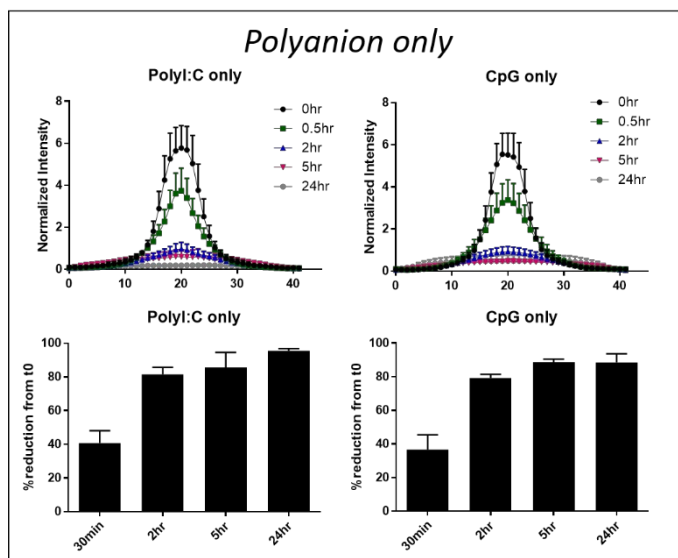 Polyanion only
PolyI:C only
Normalized Intensity
8
6
4
2
0
0
10
20
30
40
0hr
0.5hr
2hr
5hr
24hr
CpG only
Normalized Intensity
8
6
4
2
0
0
10
20
30
40
0hr
0.5hr
2hr
5hr
24hr
PolyI:C only
%reduction from t0
100
80
60
40
20
0
30min
2hr
5hr
24hr
CpG only
%reduction from t0
100
80
60
40
20
0
30min
2hr
5hr
24hr